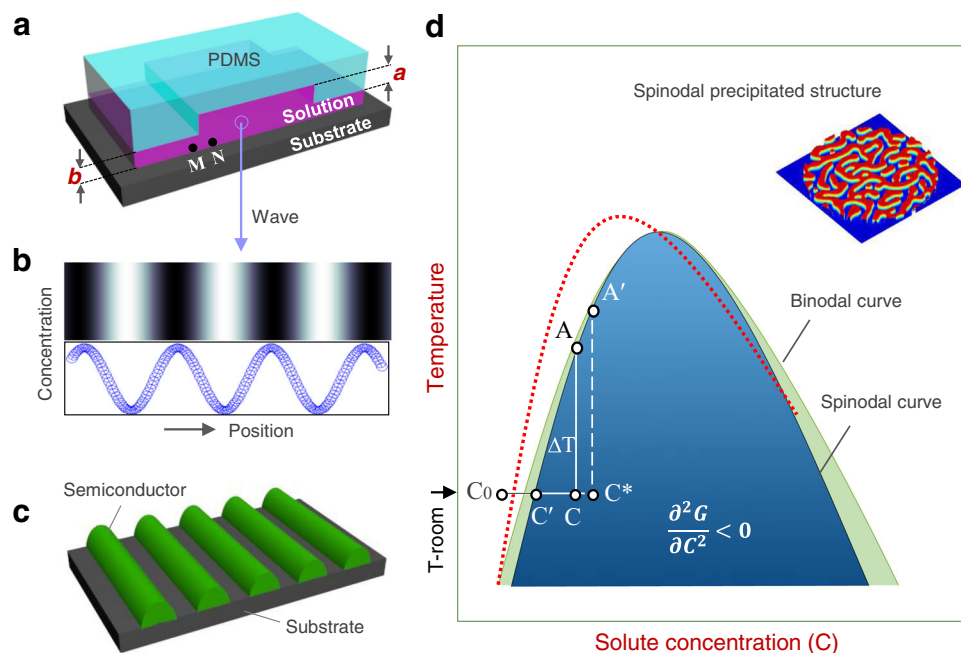 a
PDMS
a
Solution
Substrate
M N
b
Wave
b
Concentration
Position
c
Semiconductor
Substrate
d
Spinodal precipitated structure
Binodal curve
Spinodal curve
Temperature
A′
A
ΔT
T-room
C₀
C′
C
C*
∂²G/∂C² < 0
Solute concentration (C)